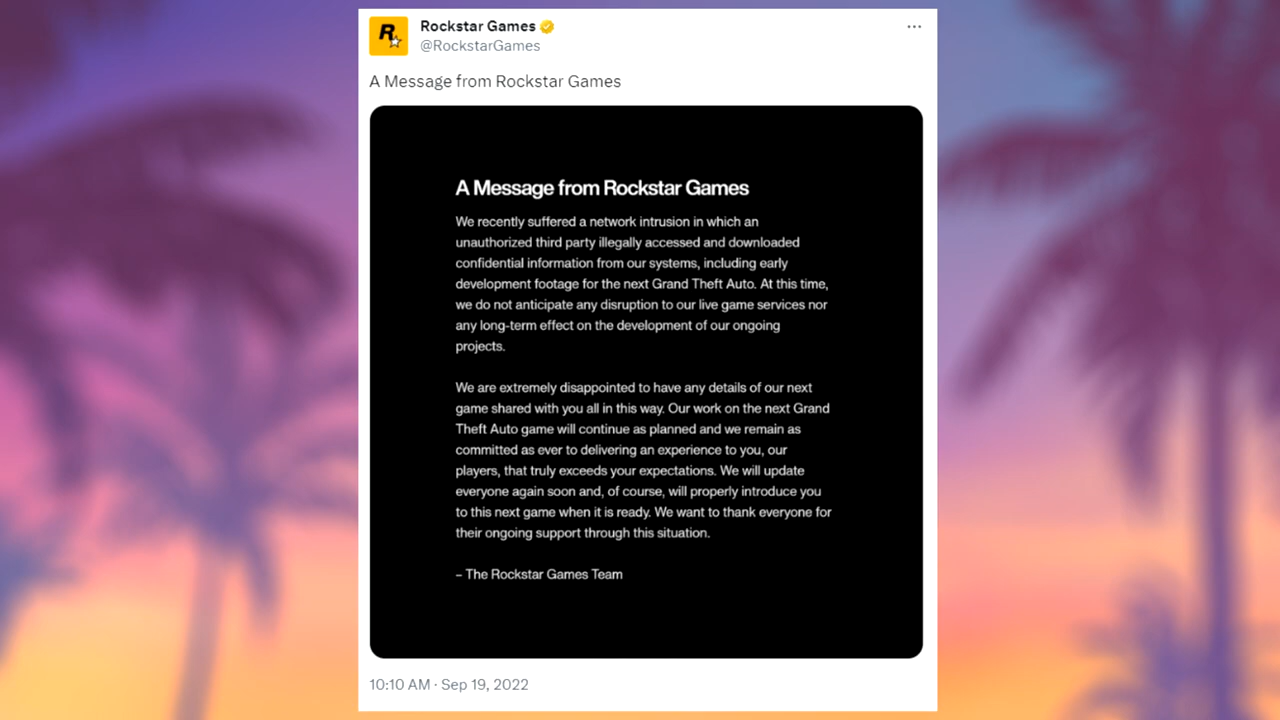 Rockstar Games
@RockstarGames
A Message from Rockstar Games
A Message from Rockstar Games
We recently suffered a network intrusion in which an
unauthorized third party illegally accessed and downloaded
confidential information from our systems, including early
development footage for the next Grand Theft Auto. At this time,
we do not anticipate any disruption to our live game services nor
any long-term effect on the development of our ongoing
projects.
We are extremely disappointed to have any details of our next
game shared with you all in this way. Our work on the next Grand
Theft Auto game will continue as planned and we remain as
committed as ever to delivering an experience to you, our
players, that truly exceeds your expectations. We will update
everyone again soon and, of course, will properly introduce you
to this next game when it is ready. We want to thank everyone for
their ongoing support through this situation.
– The Rockstar Games Team
10:10 AM · Sep 19, 2022